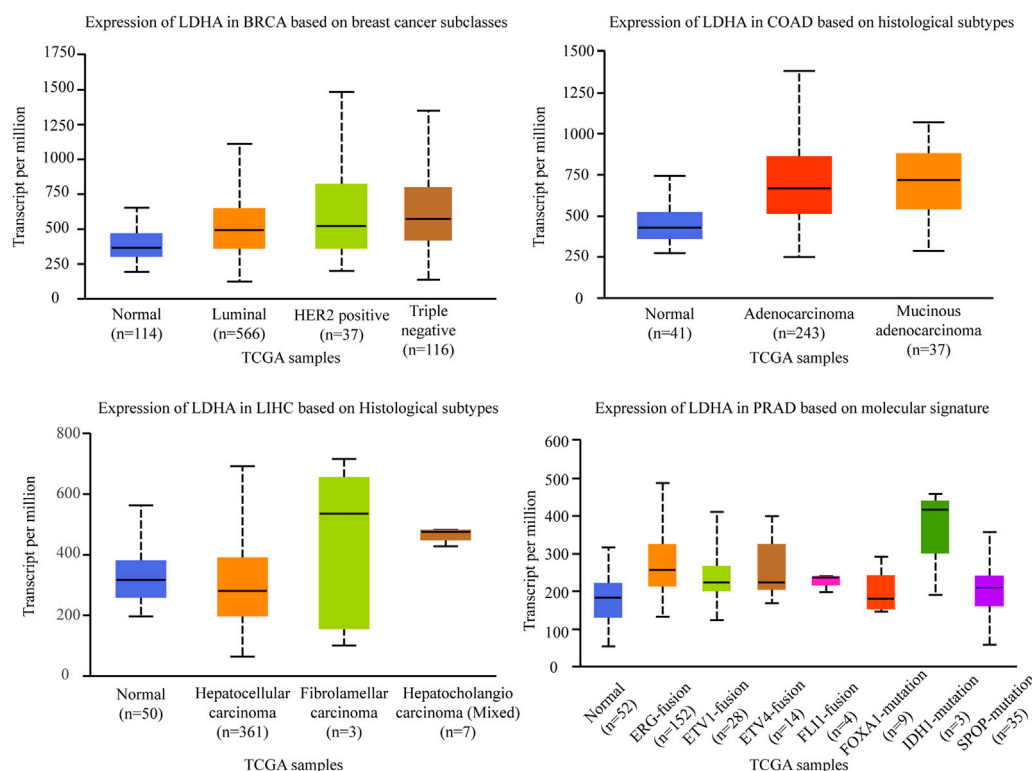 Expression of LDHA in BRCA based on breast cancer subclasses
Transcript per million
1750
1500
1250
1000
750
500
250
0
Normal
(n=114)
Luminal
(n=566)
HER2 positive
(n=37)
Triple
negative
(n=116)
TCGA samples
Expression of LDHA in COAD based on histological subtypes
Transcript per million
1500
1250
1000
750
500
250
0
Normal
(n=41)
Adenocarcinoma
(n=243)
Mucinous
adenocarcinoma
(n=37)
TCGA samples
Expression of LDHA in LIHC based on Histological subtypes
Transcript per million
800
600
400
200
0
Normal
(n=50)
Hepatocellular
carcinoma
(n=361)
Fibrolamellar
carcinoma
(n=3)
Hepatocholangio
carcinoma (Mixed)
(n=7)
TCGA samples
Expression of LDHA in PRAD based on molecular signature
Transcript per million
600
500
400
300
200
100
0
Normal
(n=52)
ERG-fusion
(n=152)
ETV1-fusion
(n=28)
ETV4-fusion
(n=14)
FLI1-fusion
(n=4)
FOXA1-mutation
(n=9)
IDH1-mutation
(n=3)
SPOP-mutation
(n=35)
TCGA samples